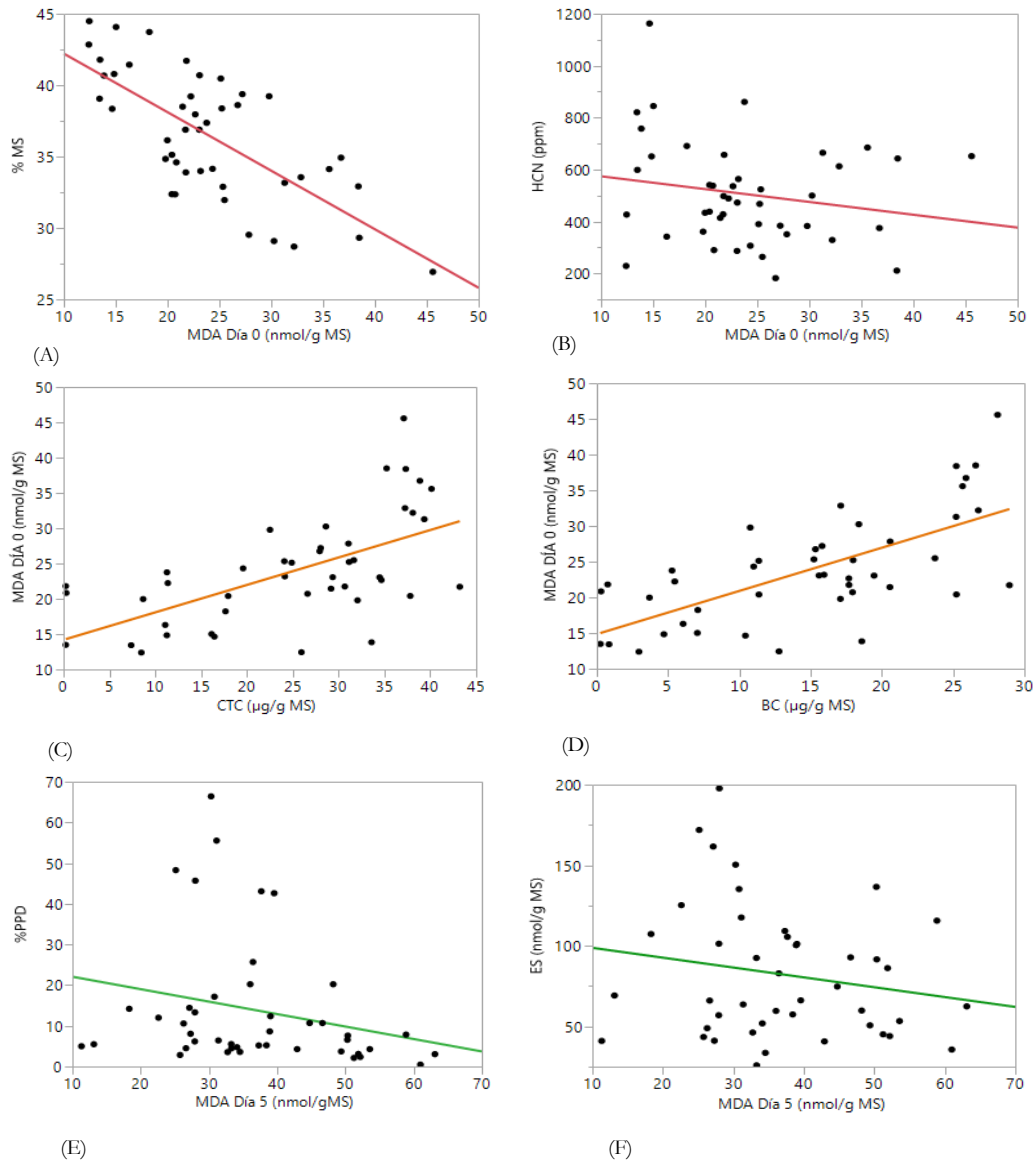 45
40
35
30
25
% MS
10 15 20 25 30 35 40 45 50
MDA Día 0 (nmol/g MS)
(A)
1200
1000
800
600
400
200
HCN (ppm)
10 15 20 25 30 35 40 45 50
MDA Día 0 (nmol/g MS)
(B)
50
45
40
35
30
25
20
15
10
MDA DÍA 0 (nmol/g MS)
0 5 10 15 20 25 30 35 40 45
CTC (µg/g MS)
(C)
50
45
40
35
30
25
20
15
10
MDA DÍA 0 (nmol/g MS)
0 5 10 15 20 25 30
BC (µg/g MS)
(D)
70
60
50
40
30
20
10
0
%PPD
10 20 30 40 50 60 70
MDA Día 5 (nmol/gMS)
(E)
200
150
100
50
ES (nmol/g MS)
10 20 30 40 50 60 70
MDA Día 5 (nmol/g MS)
(F)